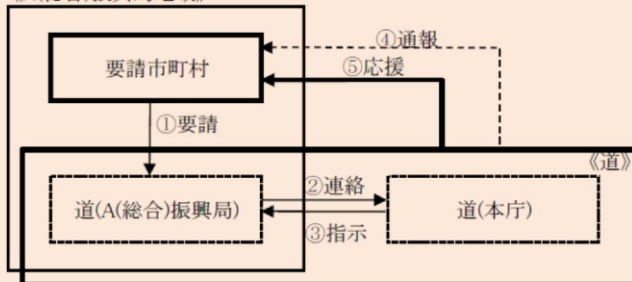 ④通報
要請市町村
⑤応援
①要請
《道》
道(A(総合)振興局)
②連絡
道(本庁)
③指示